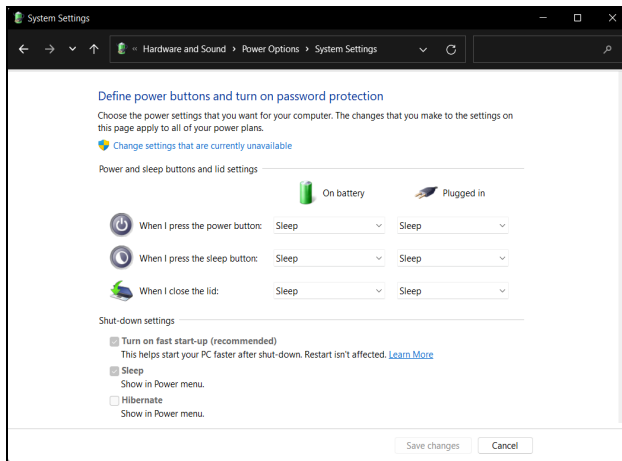 System Settings
« Hardware and Sound › Power Options › System Settings
Define power buttons and turn on password protection
Choose the power settings that you want for your computer. The changes that you make to the settings on
this page apply to all of your power plans.
Change settings that are currently unavailable
Power and sleep buttons and lid settings
On battery Plugged in
When I press the power button: Sleep Sleep
When I press the sleep button: Sleep Sleep
When I close the lid: Sleep Sleep
Shut-down settings
Turn on fast start-up (recommended)
This helps start your PC faster after shut-down. Restart isn't affected. Learn More
Sleep
Show in Power menu.
Hibernate
Show in Power menu.
Save changes Cancel